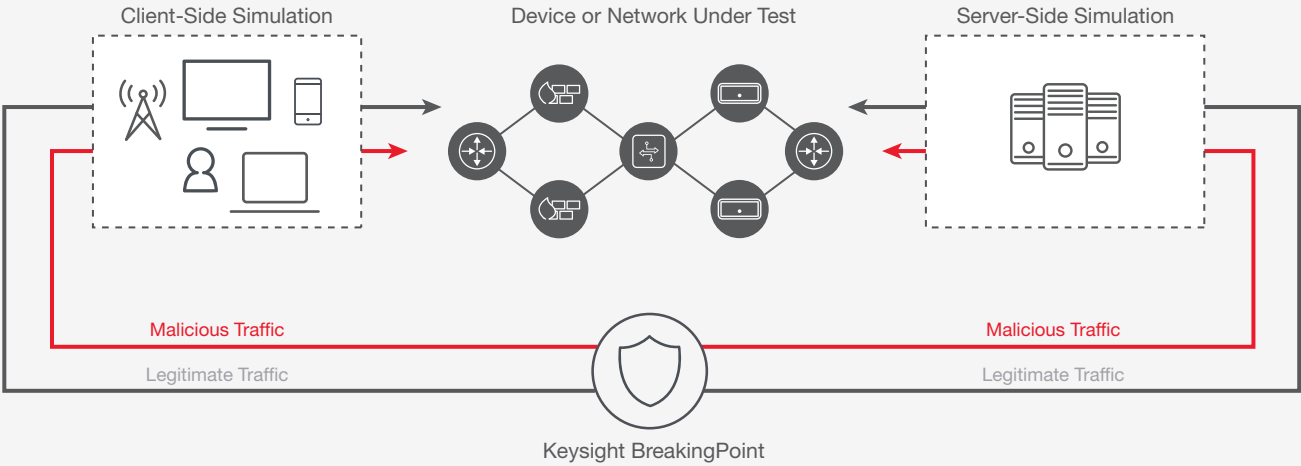 Client-Side Simulation
Device or Network Under Test
Server-Side Simulation
Malicious Traffic
Malicious Traffic
Legitimate Traffic
Legitimate Traffic
Keysight BreakingPoint